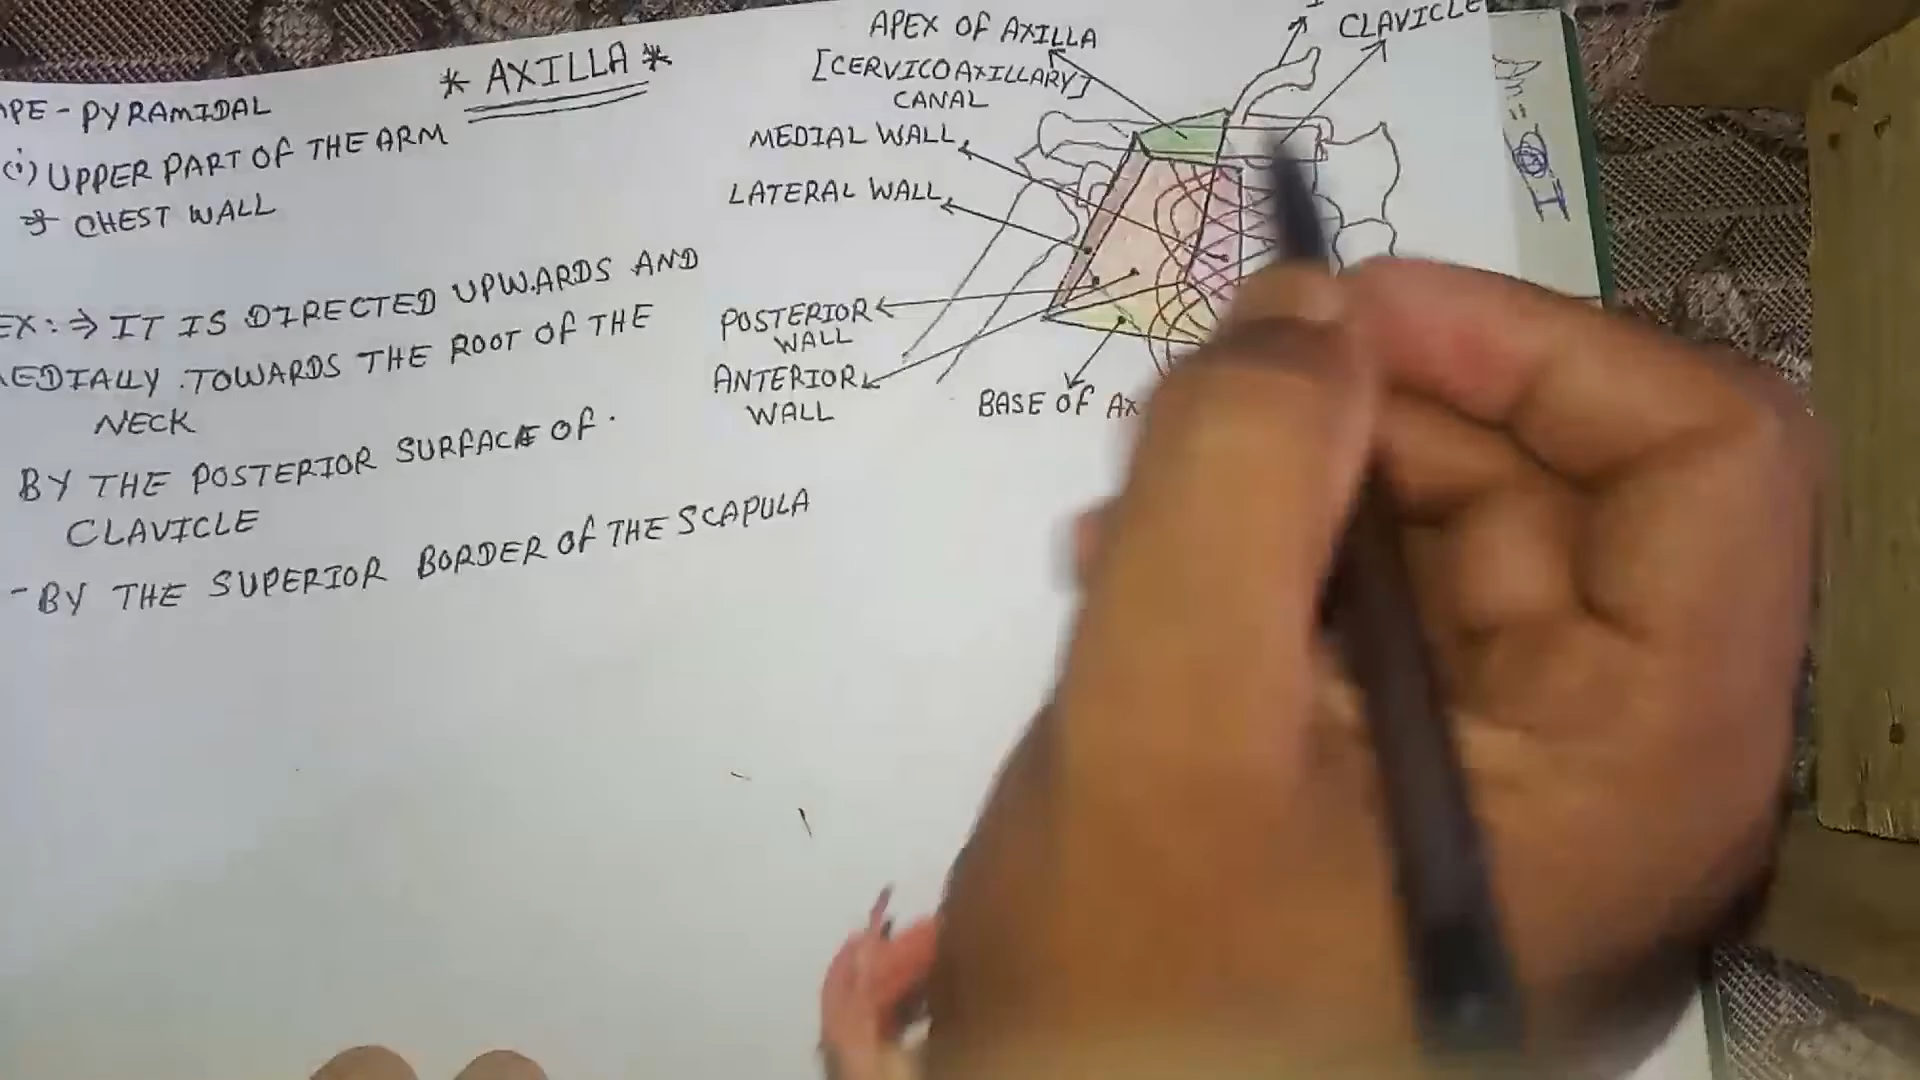 * AXILLA *
PE - PYRAMIDAL
(i) UPPER PART OF THE ARM
CHEST WALL
EX : ⇒ IT IS DIRECTED UPWARDS AND
EDIALLY .TOWARDS THE ROOT OF THE
NECK
BY THE POSTERIOR SURFACE OF .
CLAVICLE
- BY THE SUPERIOR BORDER OF THE SCAPULA
APEX OF AXILLA
[CERVICOAXILLARY]
CANAL
MEDIAL WALL
LATERAL WALL
POSTERIOR
WALL
ANTERIOR
WALL
BASE OF AX
CLAVICLE